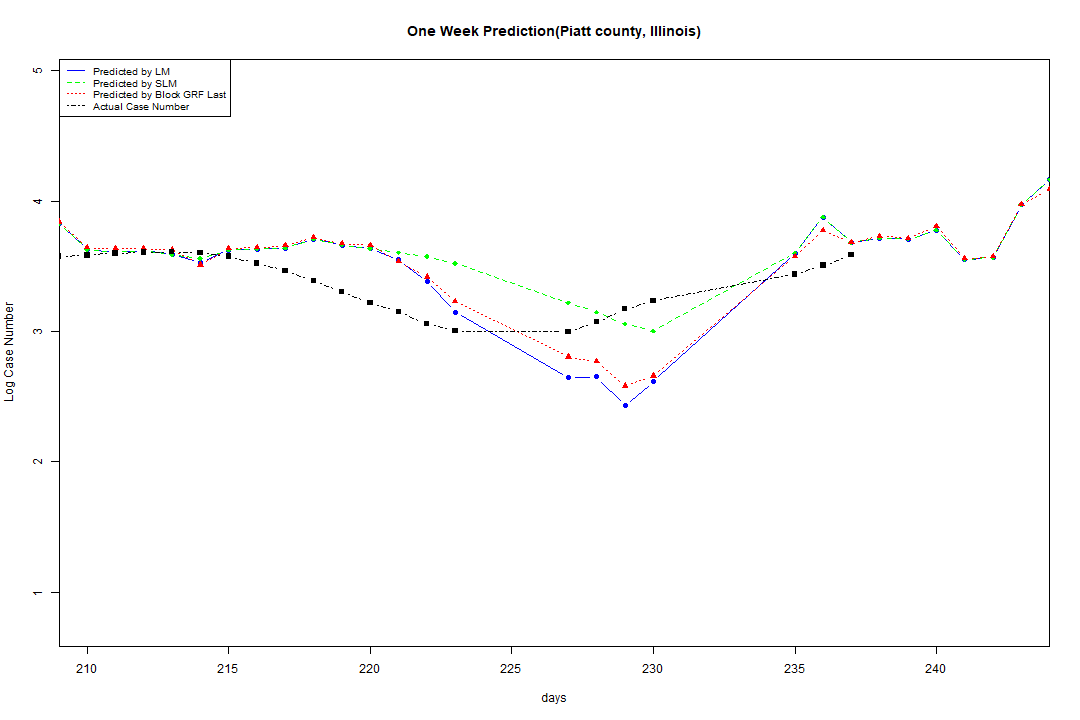 One Week Prediction(Piatt county, Illinois)
Predicted by LM
Predicted by SLM
Predicted by Block GRF Last
Actual Case Number
5
4
3
2
1
Log Case Number
210 215 220 225 230 235 240
days